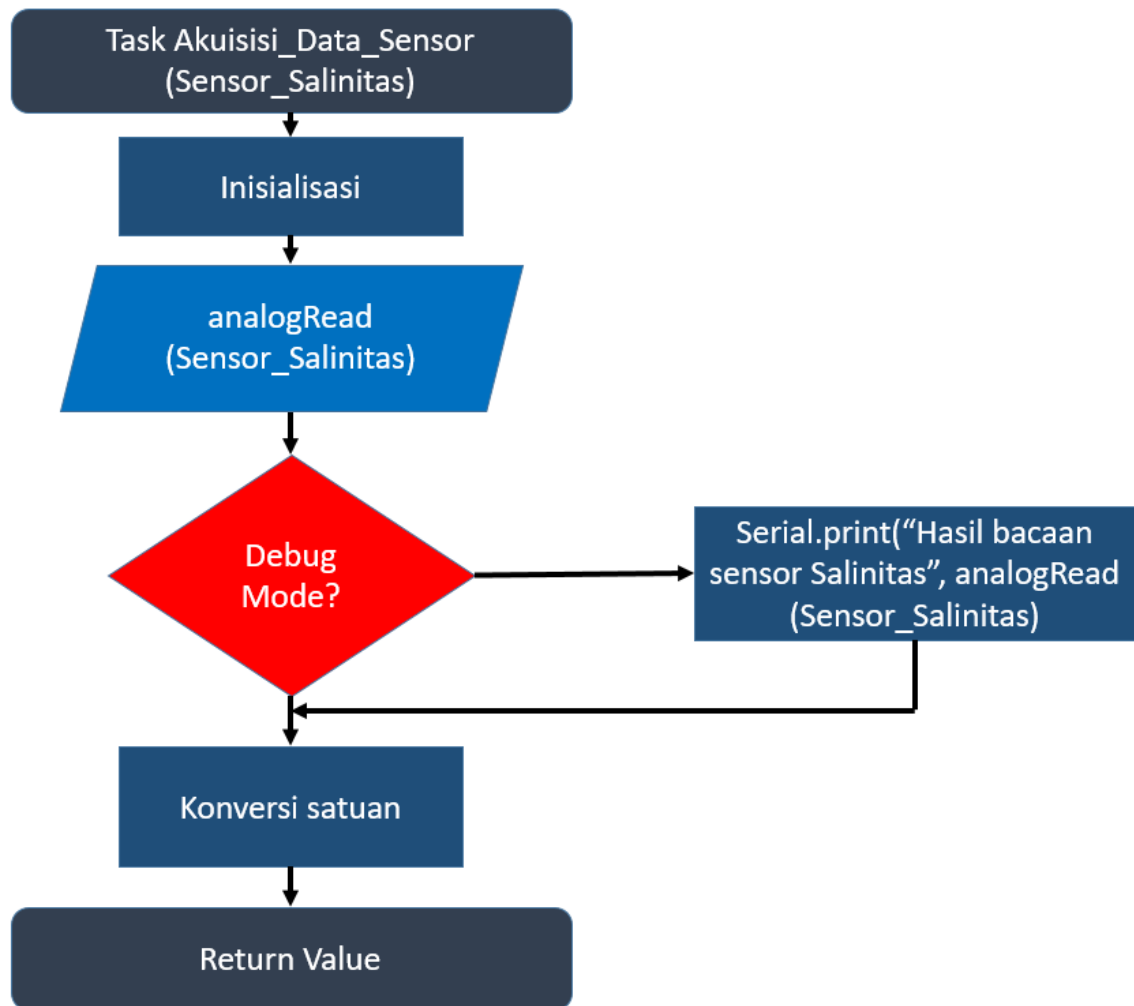 Task Akuisisi_Data_Sensor
(Sensor_Salinitas)
Inisialisasi
analogRead
(Sensor_Salinitas)
Debug
Mode?
Serial.print(“Hasil bacaan
sensor Salinitas”, analogRead
(Sensor_Salinitas)
Konversi satuan
Return Value